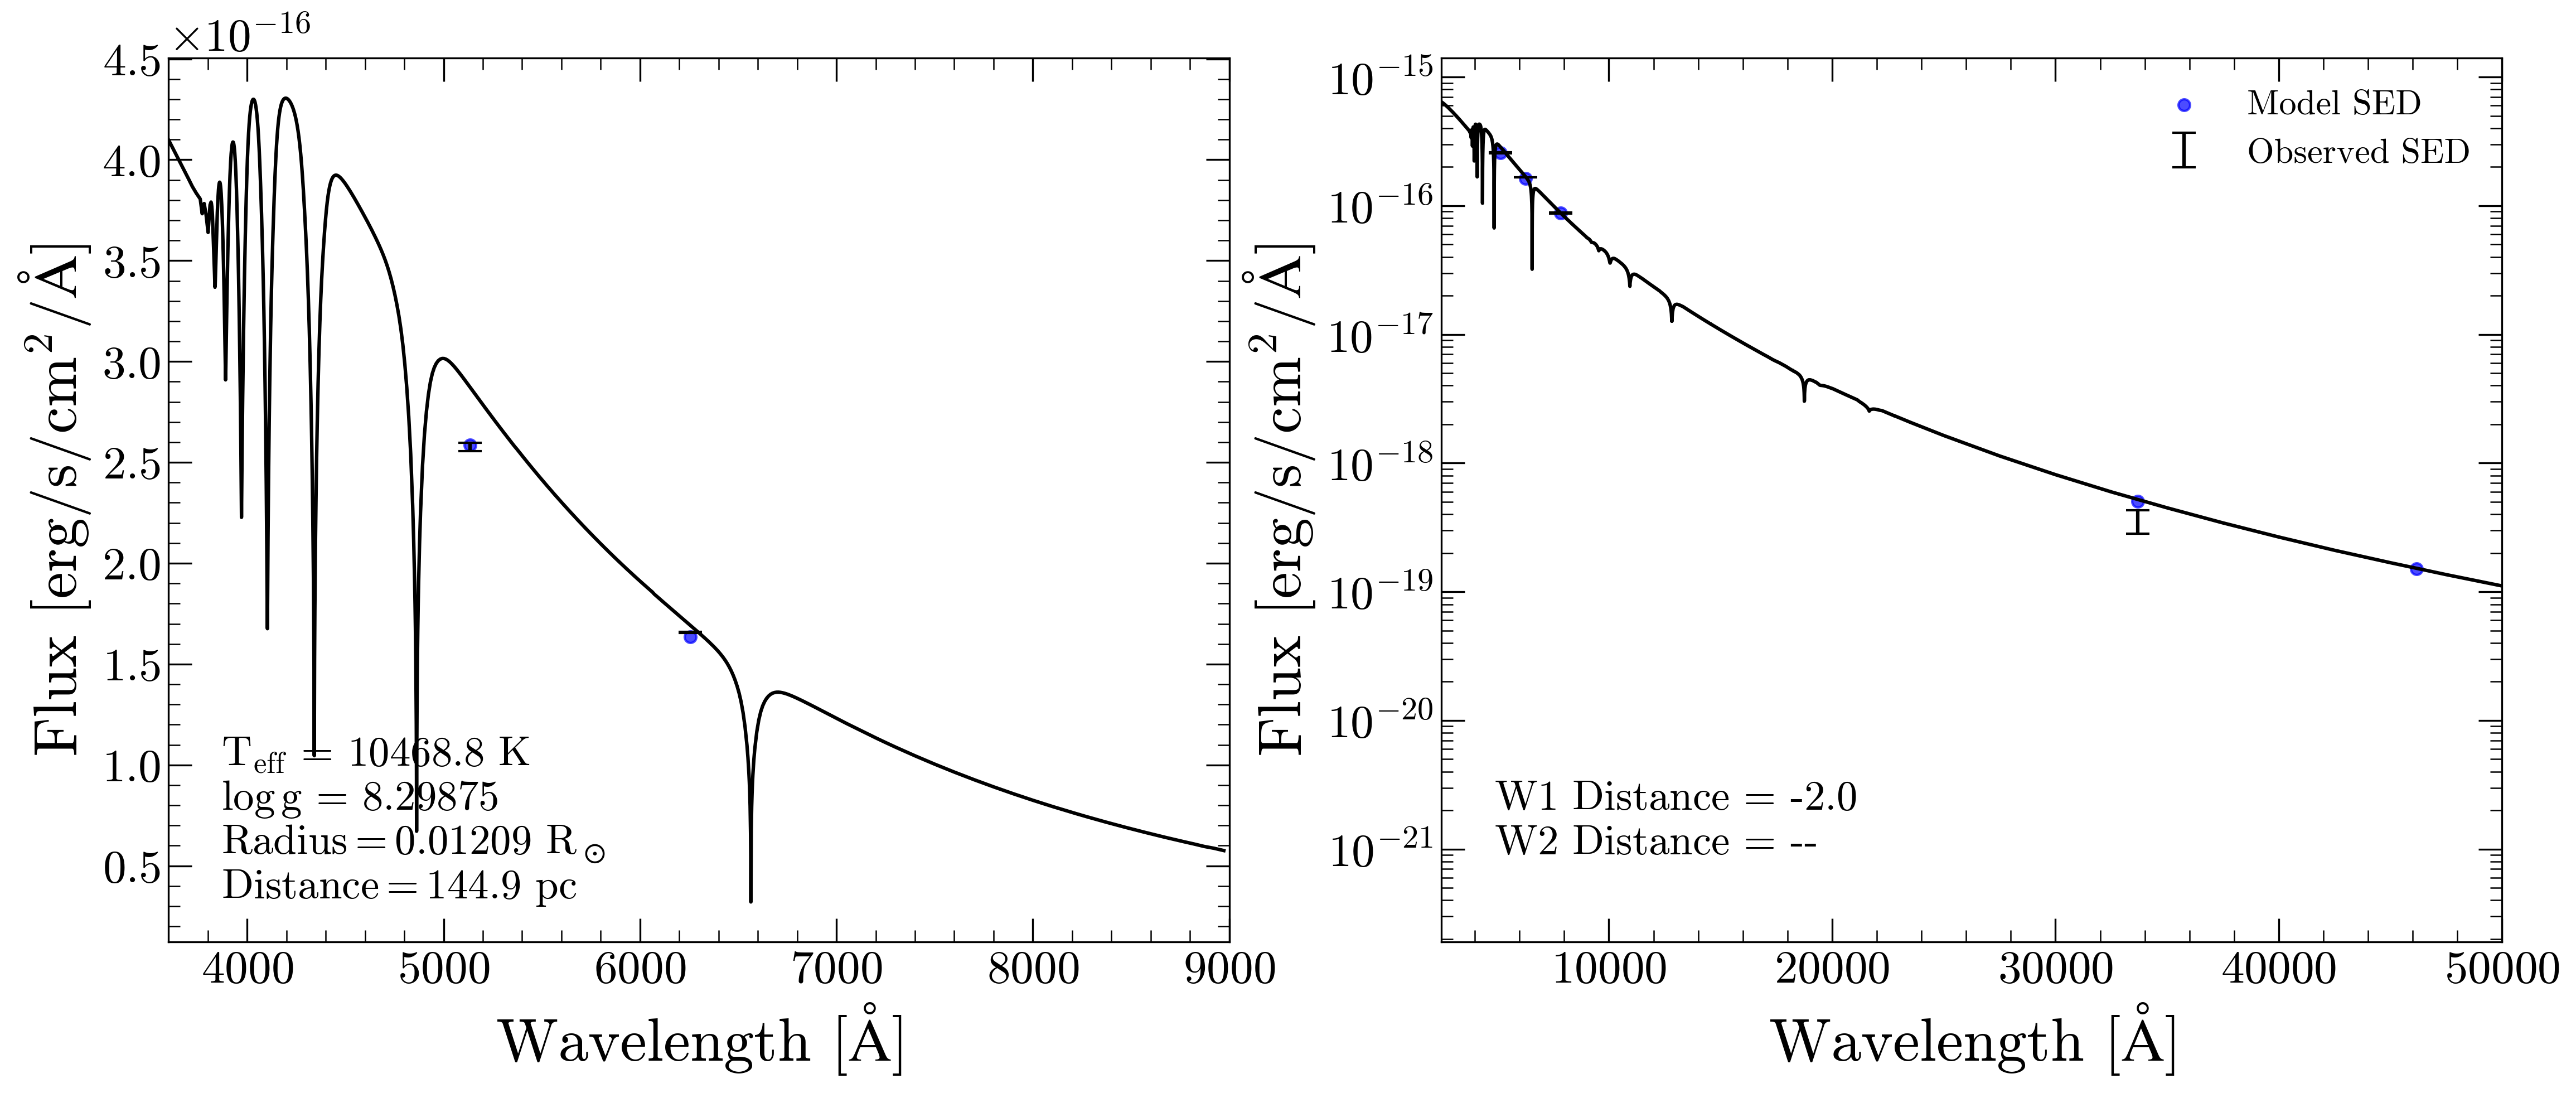 ×10⁻¹⁶
4.5
4.0
3.5
3.0
2.5
2.0
1.5
1.0
0.5
Flux [erg/s/cm²/Å]
T_eff = 10468.8 K
log g = 8.29875
Radius = 0.01209 R_⊙
Distance = 144.9 pc
4000 5000 6000 7000 8000 9000
Wavelength [Å]
10⁻¹⁵
10⁻¹⁶
10⁻¹⁷
10⁻¹⁸
10⁻¹⁹
10⁻²⁰
10⁻²¹
Flux [erg/s/cm²/Å]
Model SED
Observed SED
W1 Distance = -2.0
W2 Distance = --
10000 20000 30000 40000 50000
Wavelength [Å]